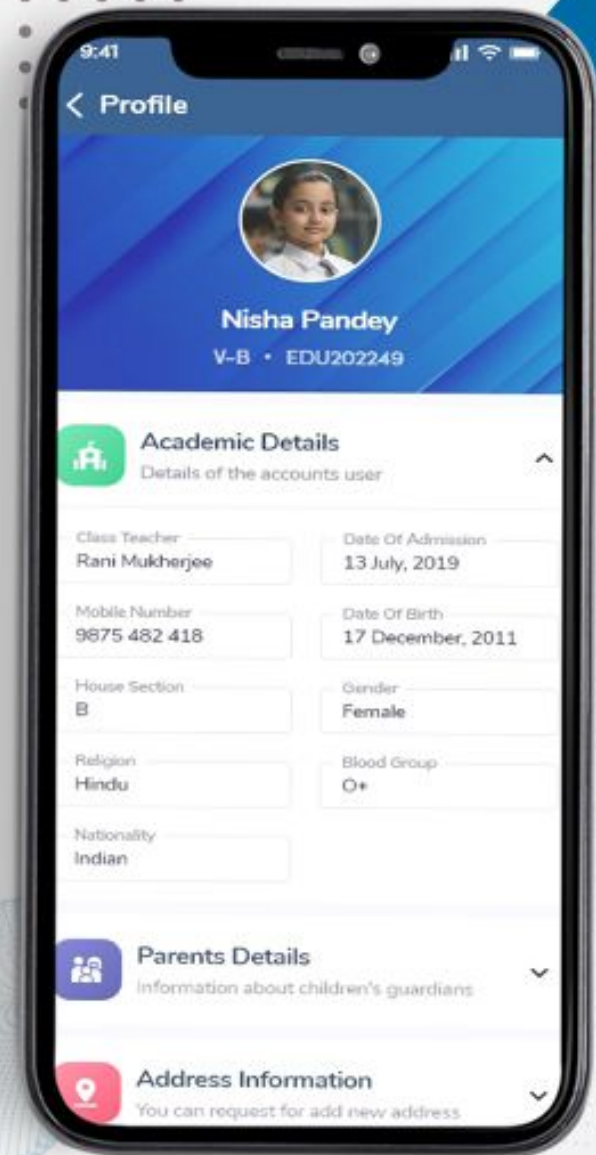 9:41
Profile
Nisha Pandey
V-B • EDU202249
Academic Details
Details of the accounts user
Class Teacher
Rani Mukherjee
Date Of Admission
13 July, 2019
Mobile Number
9875 482 418
Date Of Birth
17 December, 2011
House Section
B
Gender
Female
Religion
Hindu
Blood Group
O+
Nationality
Indian
Parents Details
Information about children's guardians
Address Information
You can request for add new address